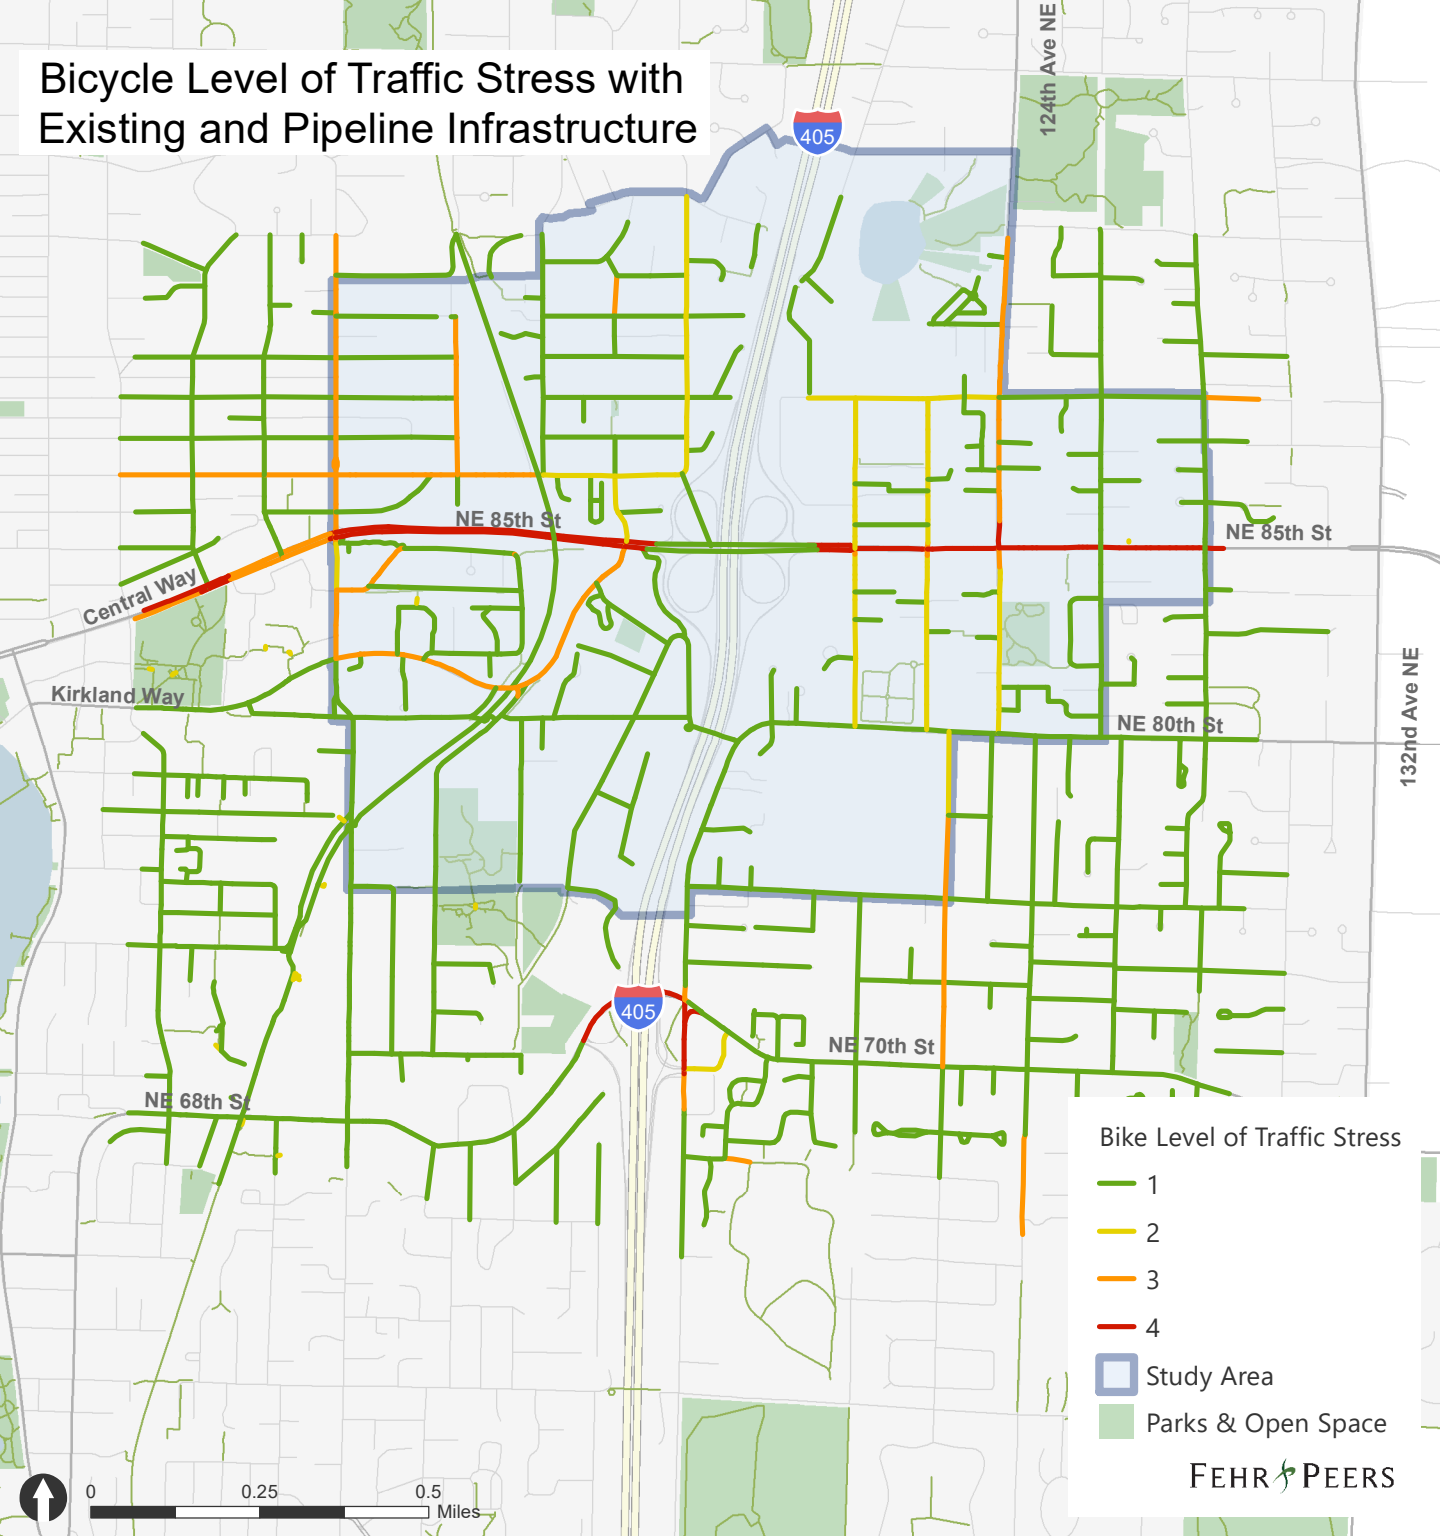 Bicycle Level of Traffic Stress with
Existing and Pipeline Infrastructure
405
124th Ave NE
NE 85th St
NE 85th St
Central Way
Kirkland Way
NE 80th St
132nd Ave NE
405
NE 70th St
NE 68th St
Bike Level of Traffic Stress
1
2
3
4
Study Area
Parks & Open Space
FEHR PEERS
0 0.25 0.5
Miles